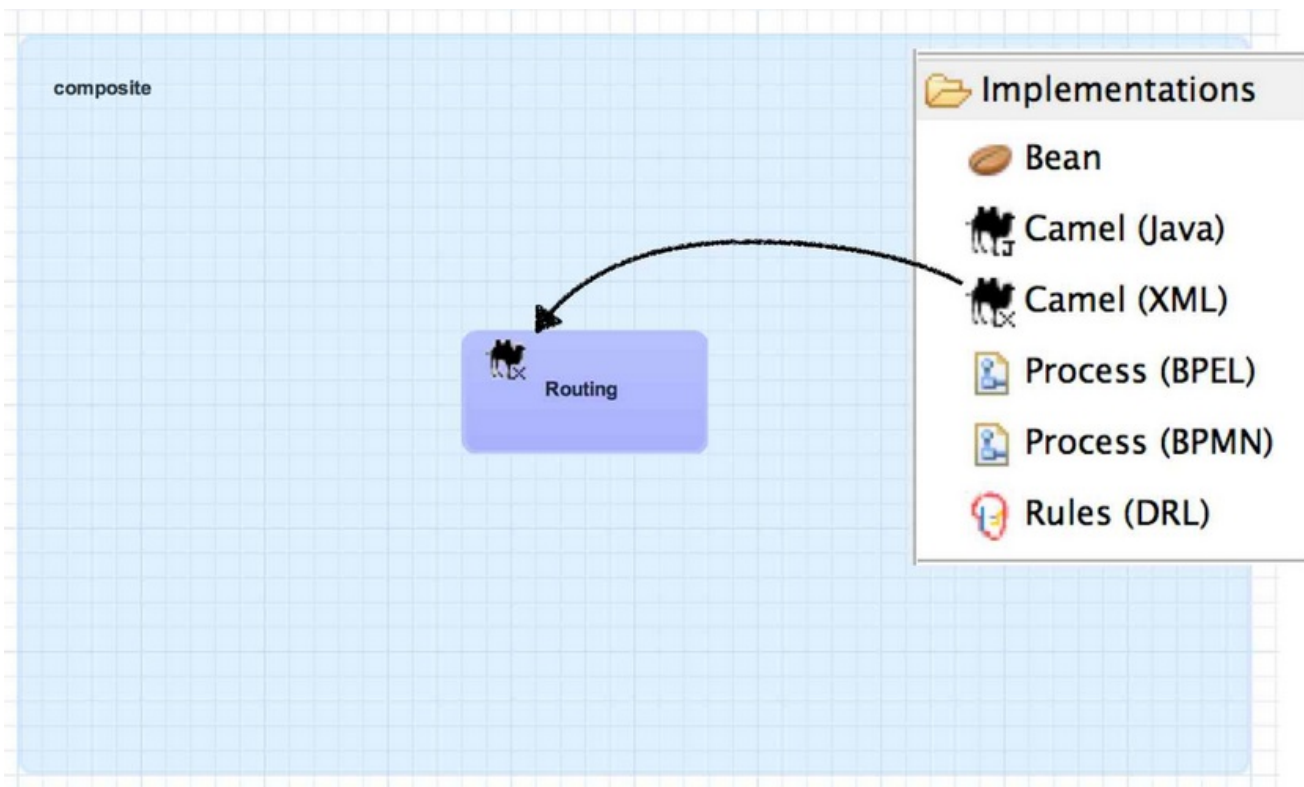 composite
Implementations
Bean
Camel (Java)
Camel (XML)
Process (BPEL)
Process (BPMN)
Rules (DRL)
Routing